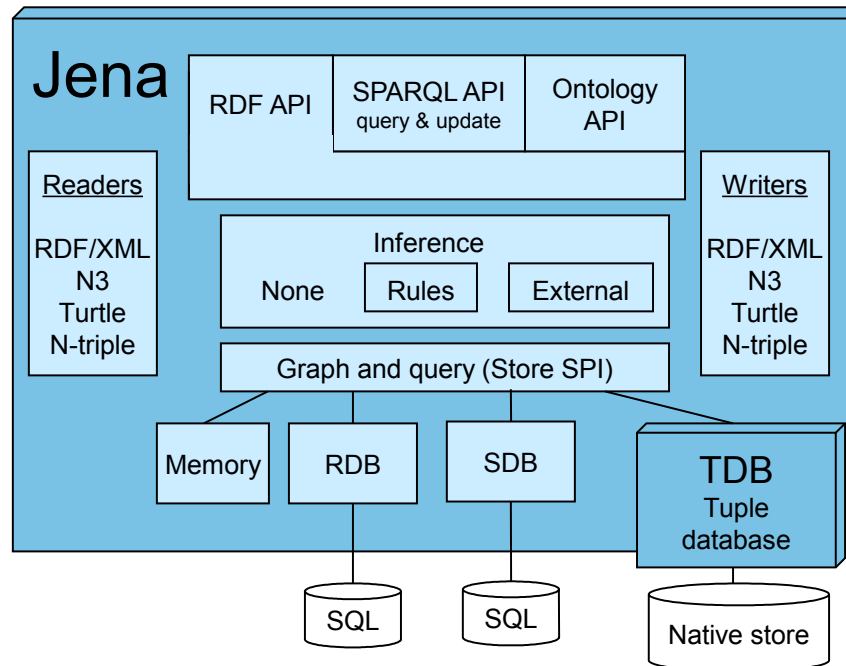 Jena
RDF API
SPARQL API
query & update
Ontology
API
Readers
RDF/XML
N3
Turtle
N-triple
Writers
RDF/XML
N3
Turtle
N-triple
Inference
None
Rules
External
Graph and query (Store SPI)
Memory
RDB
SDB
TDB
Tuple
database
SQL
SQL
Native store